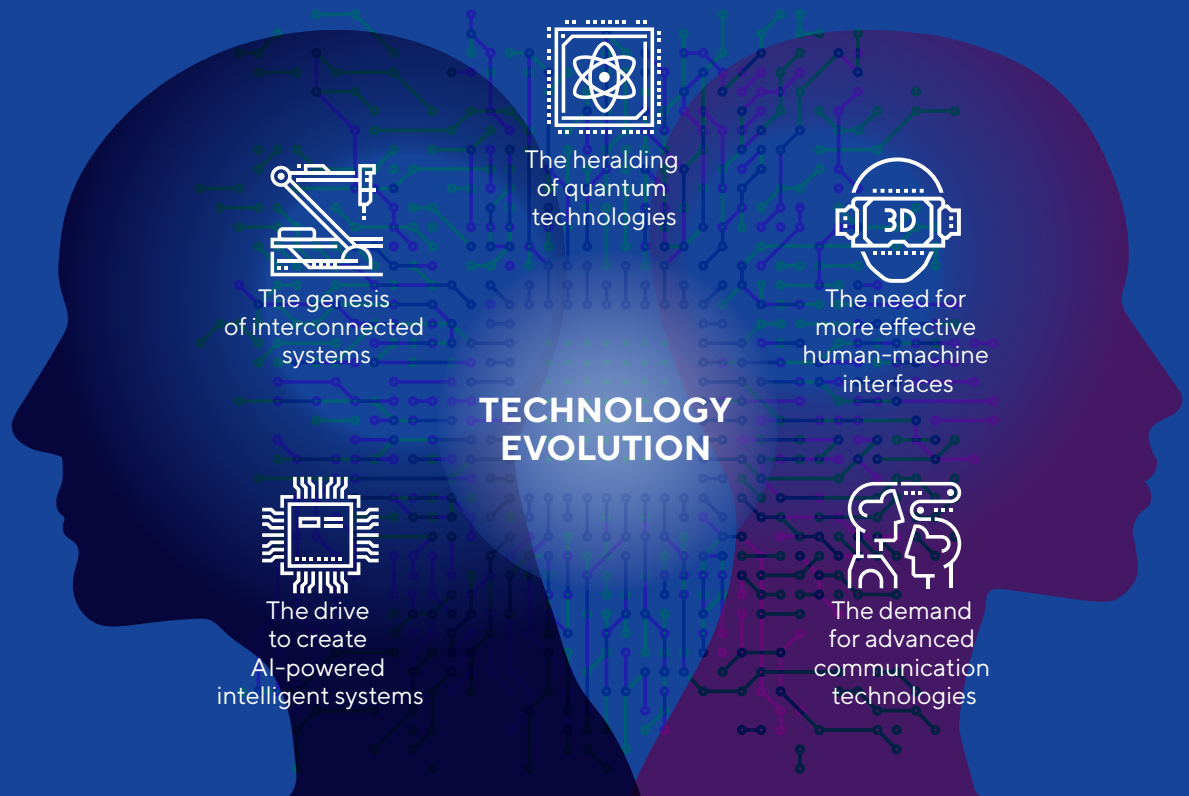 The heralding
of quantum
technologies
3D
The genesis
of interconnected
systems
The need for
more effective
human-machine
interfaces
TECHNOLOGY
EVOLUTION
The drive
to create
AI-powered
intelligent systems
The demand
for advanced
communication
technologies